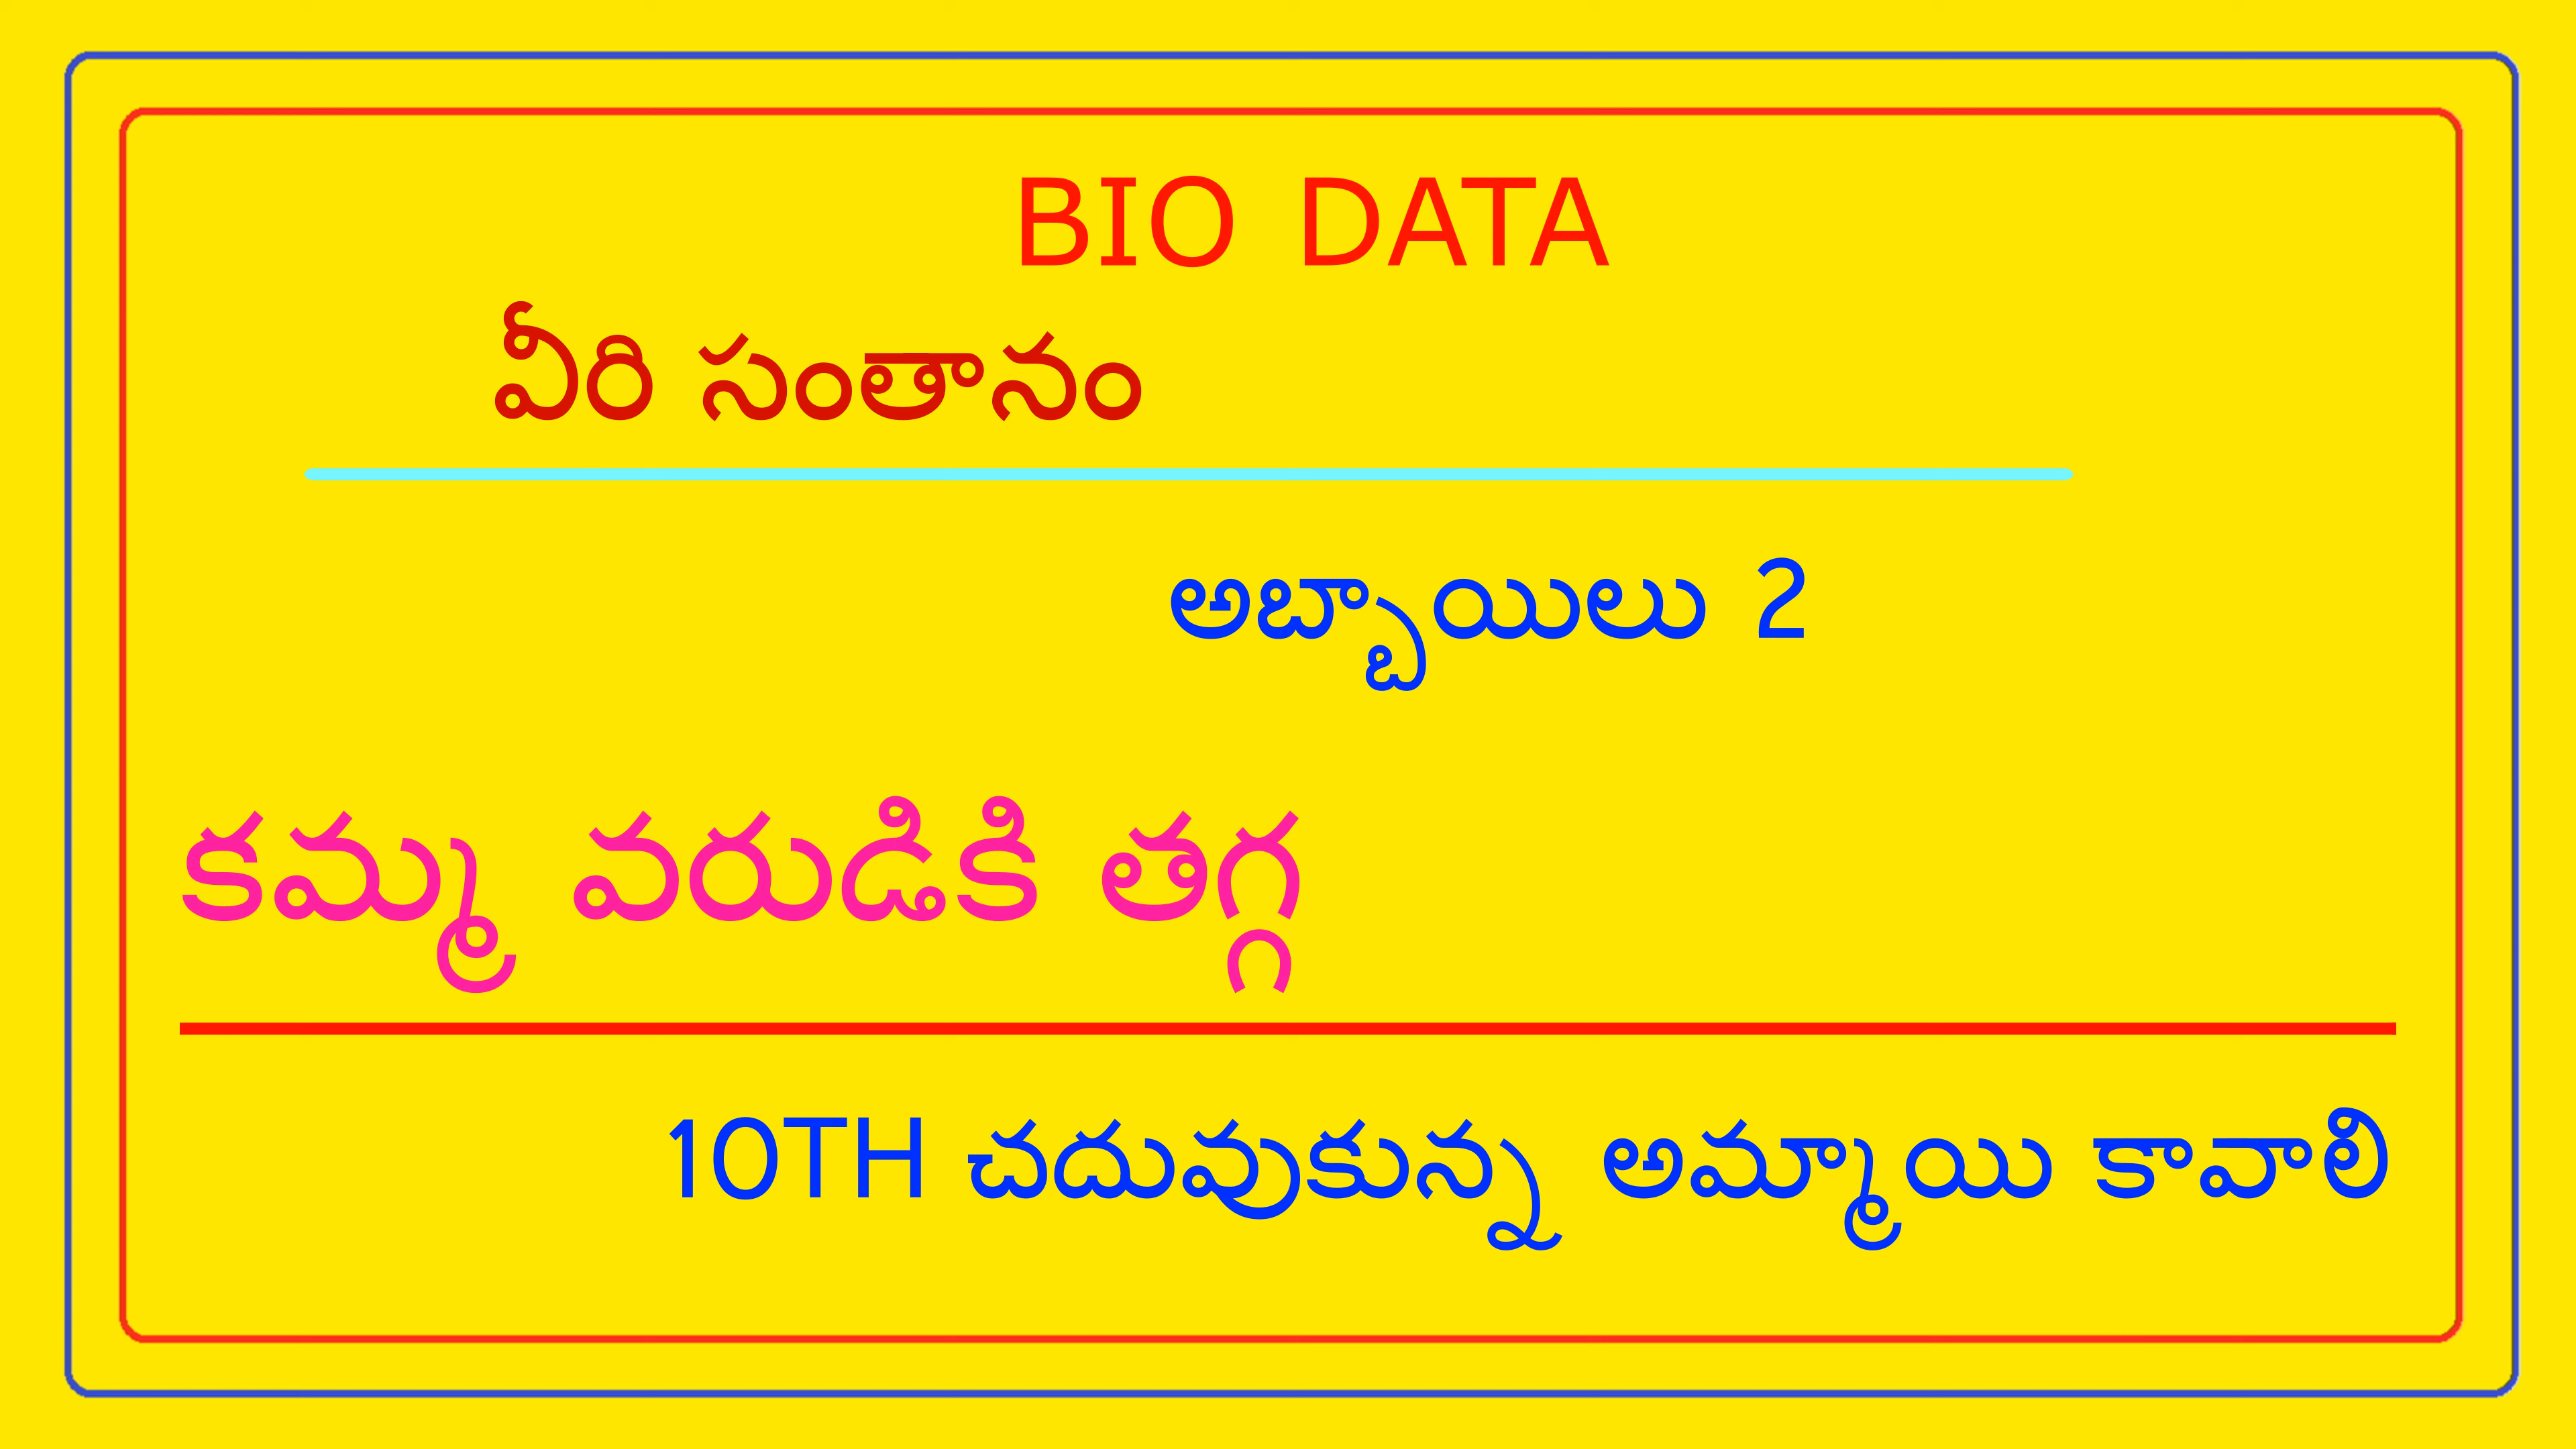 BIO DATA
వీరి సంతానం
అబ్బాయిలు 2
కమ్మ వరుడికి తగ్గ
10TH చదువుకున్న అమ్మాయి కావాలి